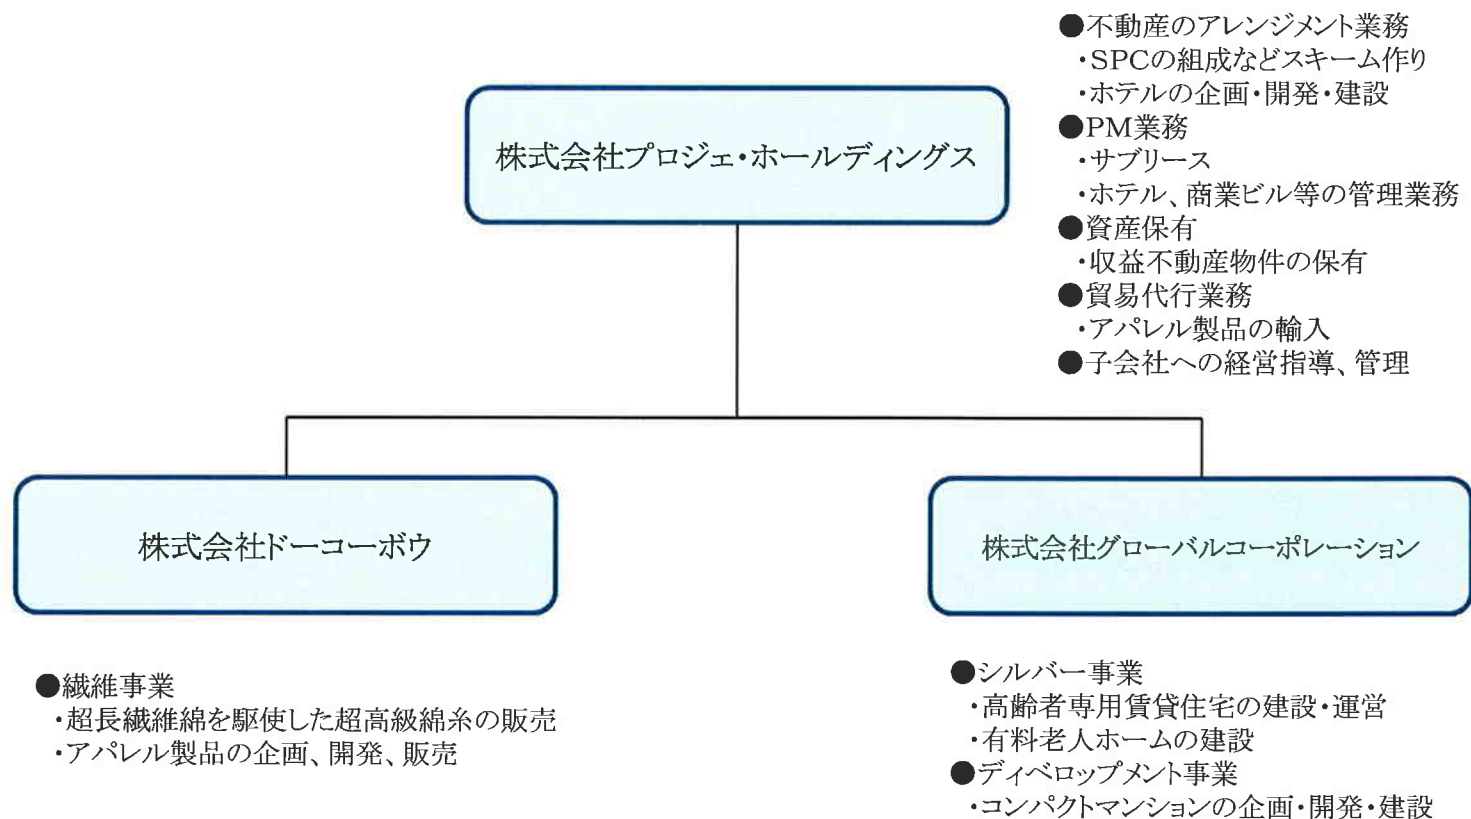 ●不動産のアレンジメント業務
・SPCの組成などスキーム作り
・ホテルの企画・開発・建設
●PM業務
・サブリース
・ホテル、商業ビル等の管理業務
●資産保有
・収益不動産物件の保有
●貿易代行業務
・アパレル製品の輸入
●子会社への経営指導、管理
株式会社プロジェ・ホールディングス
株式会社ドーコーボウ
●繊維事業
・超長繊維綿を駆使した超高級綿糸の販売
・アパレル製品の企画、開発、販売
株式会社グローバルコーポレーション
●シルバー事業
・高齢者専用賃貸住宅の建設・運営
・有料老人ホームの建設
●ディベロップメント事業
・コンパクトマンションの企画・開発・建設